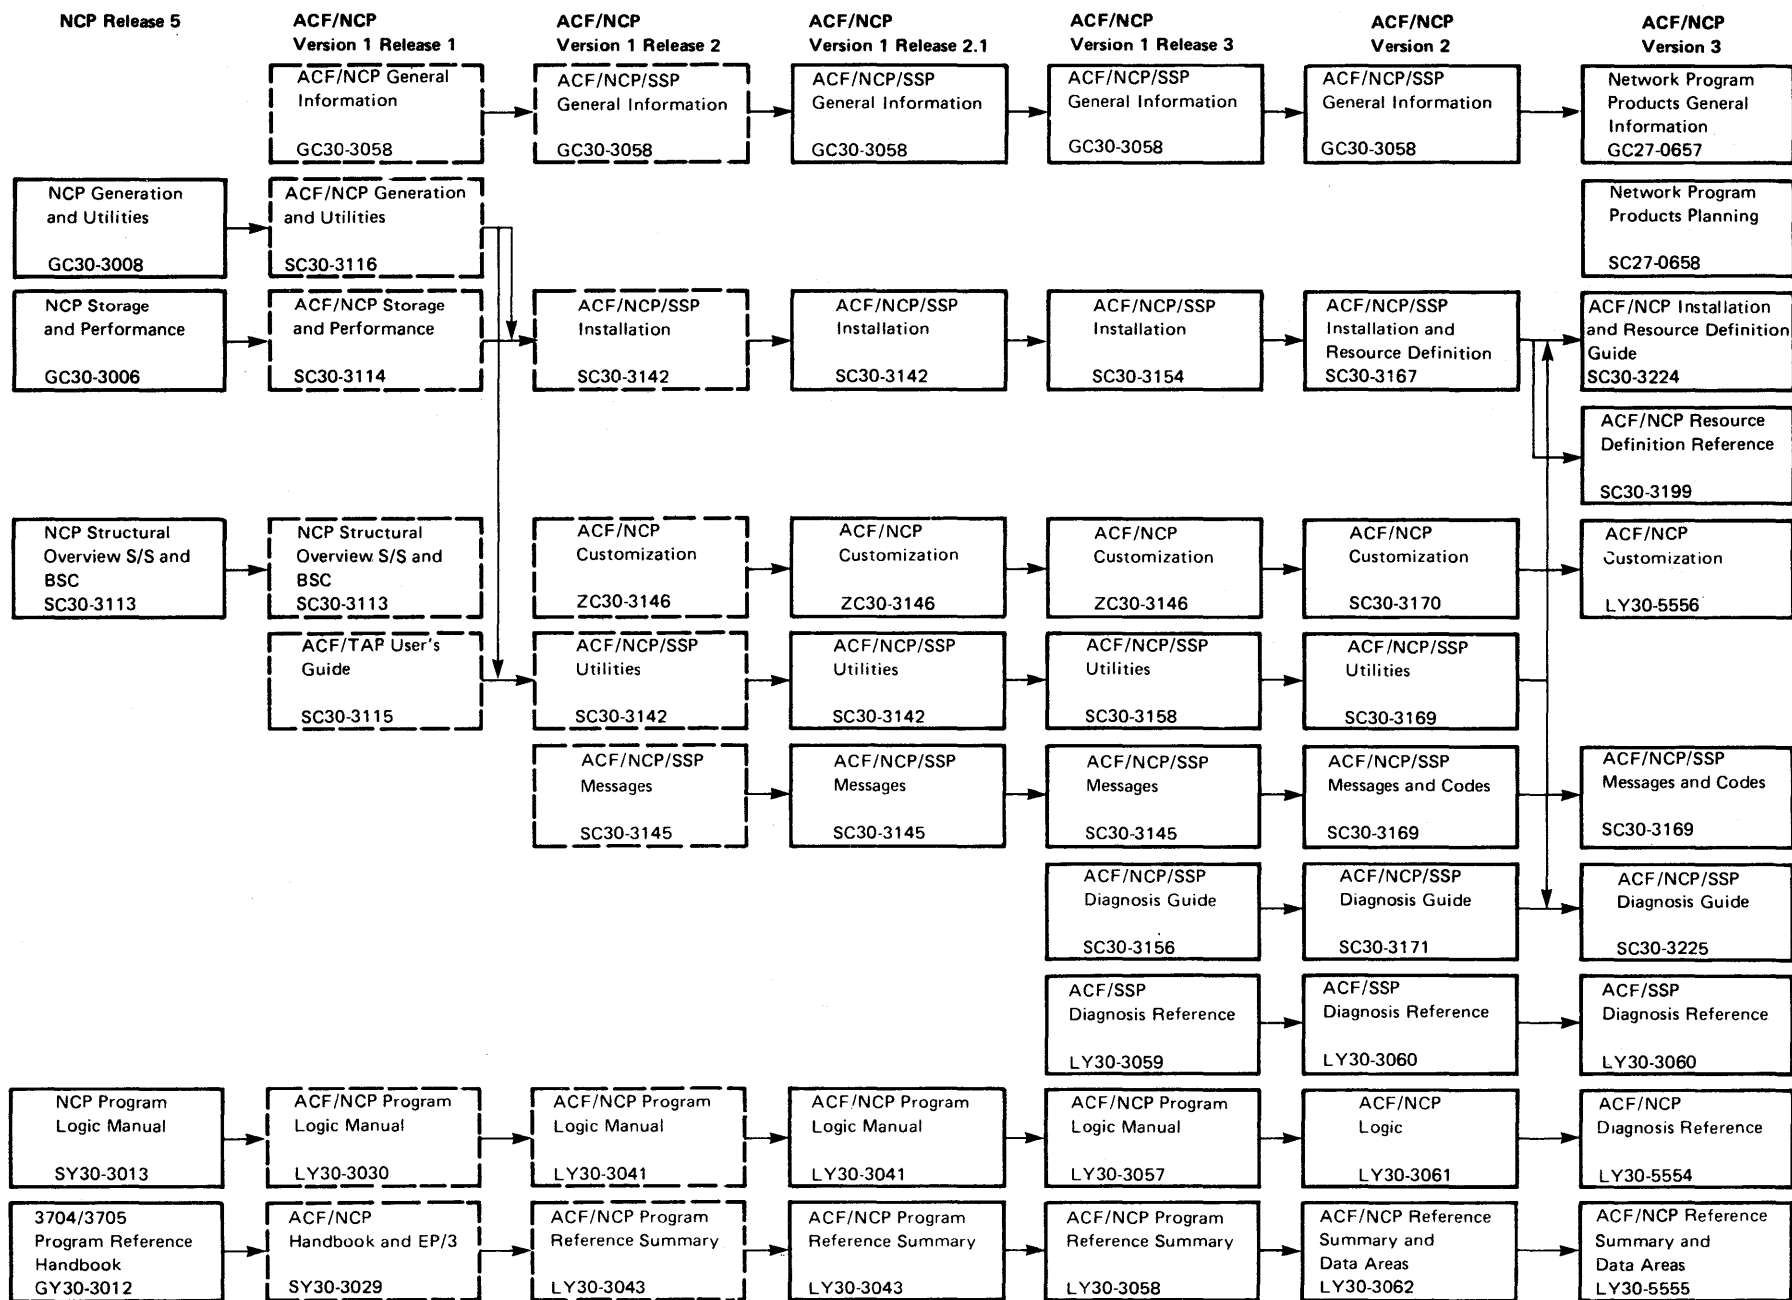 NCP Release 5
ACF/NCP
Version 1 Release 1
ACF/NCP
Version 1 Release 2
ACF/NCP
Version 1 Release 2.1
ACF/NCP
Version 1 Release 3
ACF/NCP
Version 2
ACF/NCP
Version 3
ACF/NCP General
Information
GC30-3058
ACF/NCP/SSP
General Information
GC30-3058
ACF/NCP/SSP
General Information
GC30-3058
ACF/NCP/SSP
General Information
GC30-3058
ACF/NCP/SSP
General Information
GC30-3058
Network Program
Products General
Information
GC27-0657
NCP Generation
and Utilities
GC30-3008
ACF/NCP Generation
and Utilities
SC30-3116
Network Program
Products Planning
SC27-0658
NCP Storage
and Performance
GC30-3006
ACF/NCP Storage
and Performance
SC30-3114
ACF/NCP/SSP
Installation
SC30-3142
ACF/NCP/SSP
Installation
SC30-3142
ACF/NCP/SSP
Installation
SC30-3154
ACF/NCP/SSP
Installation and
Resource Definition
SC30-3167
ACF/NCP Installation
and Resource Definition
Guide
SC30-3224
ACF/NCP Resource
Definition Reference
SC30-3199
NCP Structural
Overview S/S and
BSC
SC30-3113
NCP Structural
Overview S/S and
BSC
SC30-3113
ACF/NCP
Customization
ZC30-3146
ACF/NCP
Customization
ZC30-3146
ACF/NCP
Customization
ZC30-3146
ACF/NCP
Customization
SC30-3170
ACF/NCP
Customization
LY30-5556
ACF/TAP User's
Guide
SC30-3115
ACF/NCP/SSP
Utilities
SC30-3142
ACF/NCP/SSP
Utilities
SC30-3142
ACF/NCP/SSP
Utilities
SC30-3158
ACF/NCP/SSP
Utilities
SC30-3169
ACF/NCP/SSP
Messages
SC30-3145
ACF/NCP/SSP
Messages
SC30-3145
ACF/NCP/SSP
Messages
SC30-3145
ACF/NCP/SSP
Messages and Codes
SC30-3169
ACF/NCP/SSP
Messages and Codes
SC30-3169
ACF/NCP/SSP
Diagnosis Guide
SC30-3156
ACF/NCP/SSP
Diagnosis Guide
SC30-3171
ACF/NCP/SSP
Diagnosis Guide
SC30-3225
ACF/SSP
Diagnosis Reference
LY30-3059
ACF/SSP
Diagnosis Reference
LY30-3060
ACF/SSP
Diagnosis Reference
LY30-3060
NCP Program
Logic Manual
SY30-3013
ACF/NCP Program
Logic Manual
LY30-3030
ACF/NCP Program
Logic Manual
LY30-3041
ACF/NCP Program
Logic Manual
LY30-3041
ACF/NCP Program
Logic Manual
LY30-3057
ACF/NCP
Logic
LY30-3061
ACF/NCP
Diagnosis Reference
LY30-5554
3704/3705
Program Reference
Handbook
GY30-3012
ACF/NCP
Handbook and EP/3
SY30-3029
ACF/NCP Program
Reference Summary
LY30-3043
ACF/NCP Program
Reference Summary
LY30-3043
ACF/NCP Program
Reference Summary
LY30-3058
ACF/NCP Reference
Summary and
Data Areas
LY30-3062
ACF/NCP Reference
Summary and
Data Areas
LY30-5555